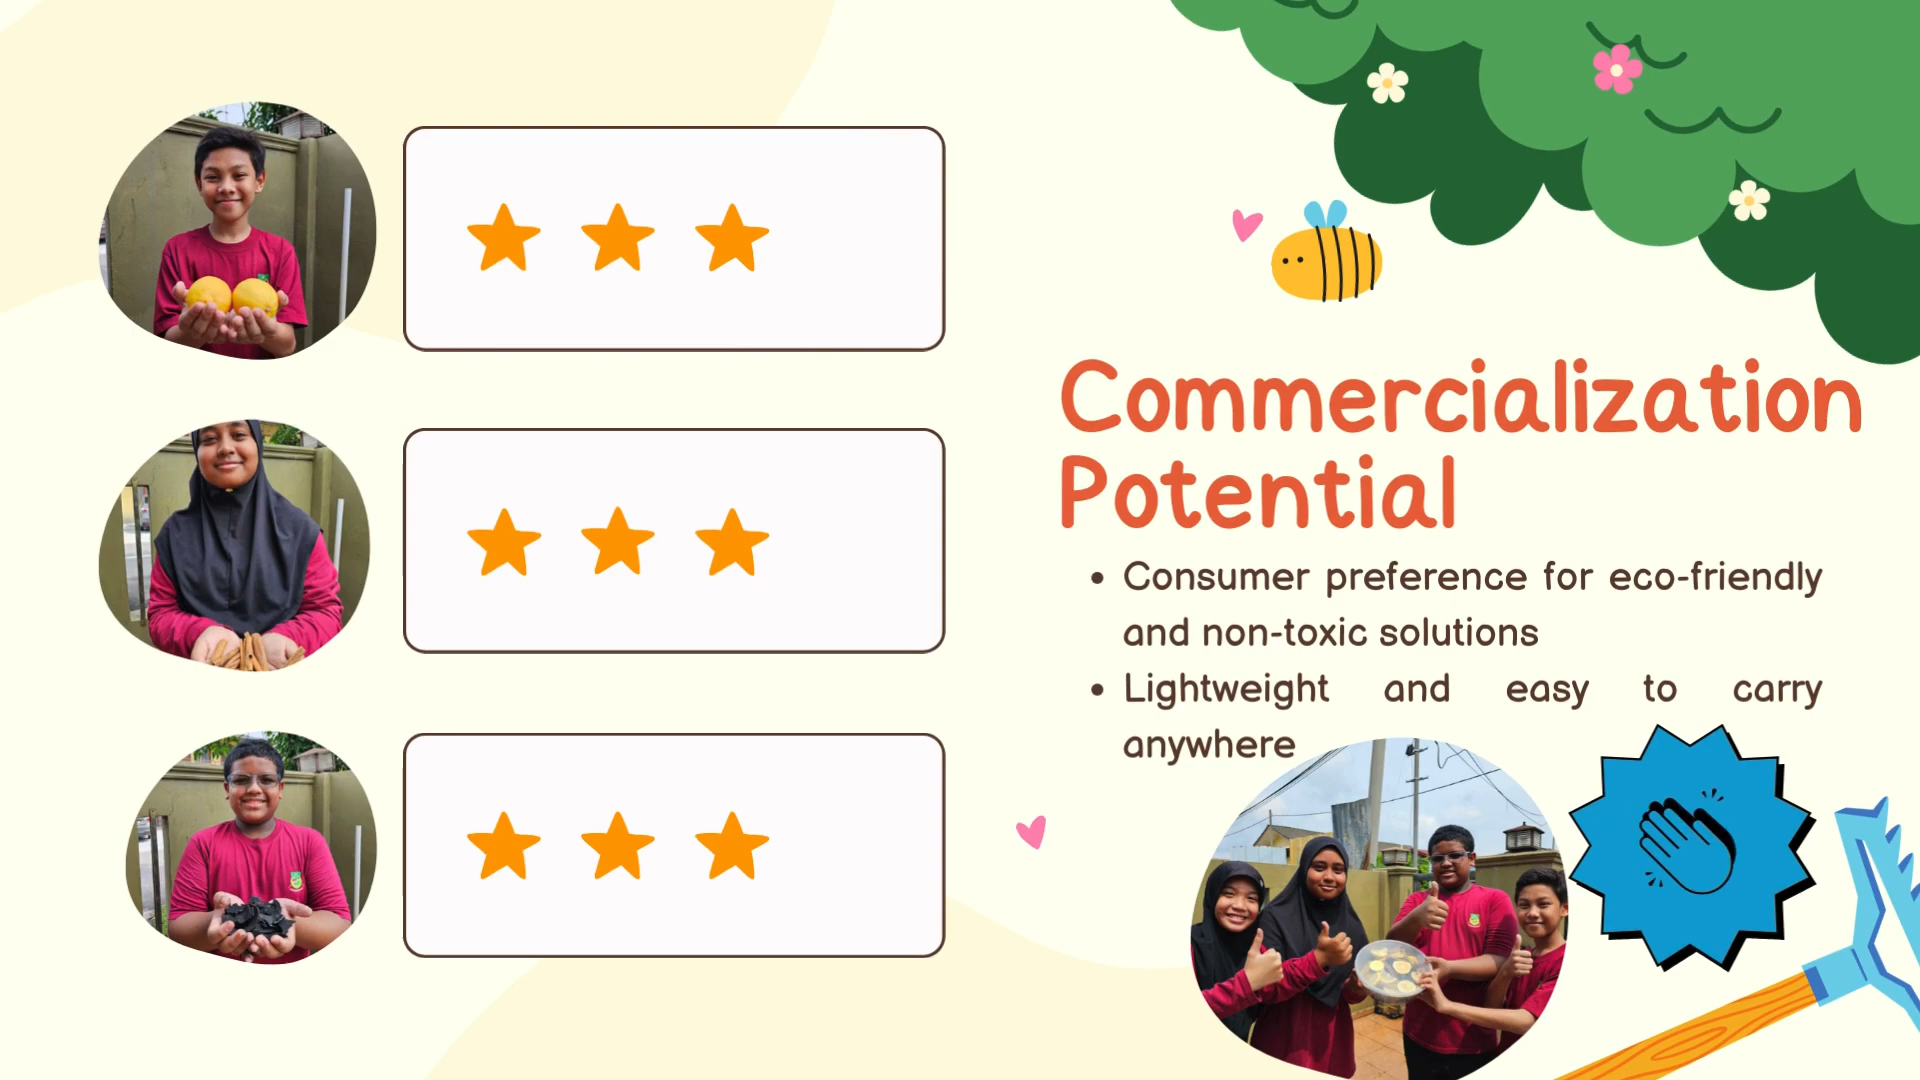 Commercialization
Potential
• Consumer preference for eco-friendly
and non-toxic solutions
• Lightweight and easy to carry
anywhere